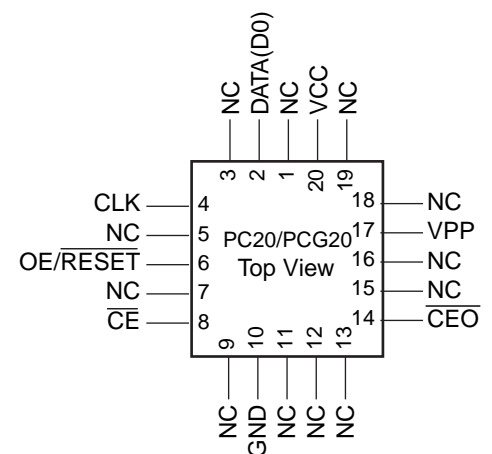 NC DATA(D0) NC VCC NC
3 2 1 20 19
CLK 4
NC 5
OE/RESET 6
NC 7
CE 8
PC20/PCG20
Top View
18 NC
17 VPP
16 NC
15 NC
14 CEO
9 10 11 12 13
NC GND NC NC NC